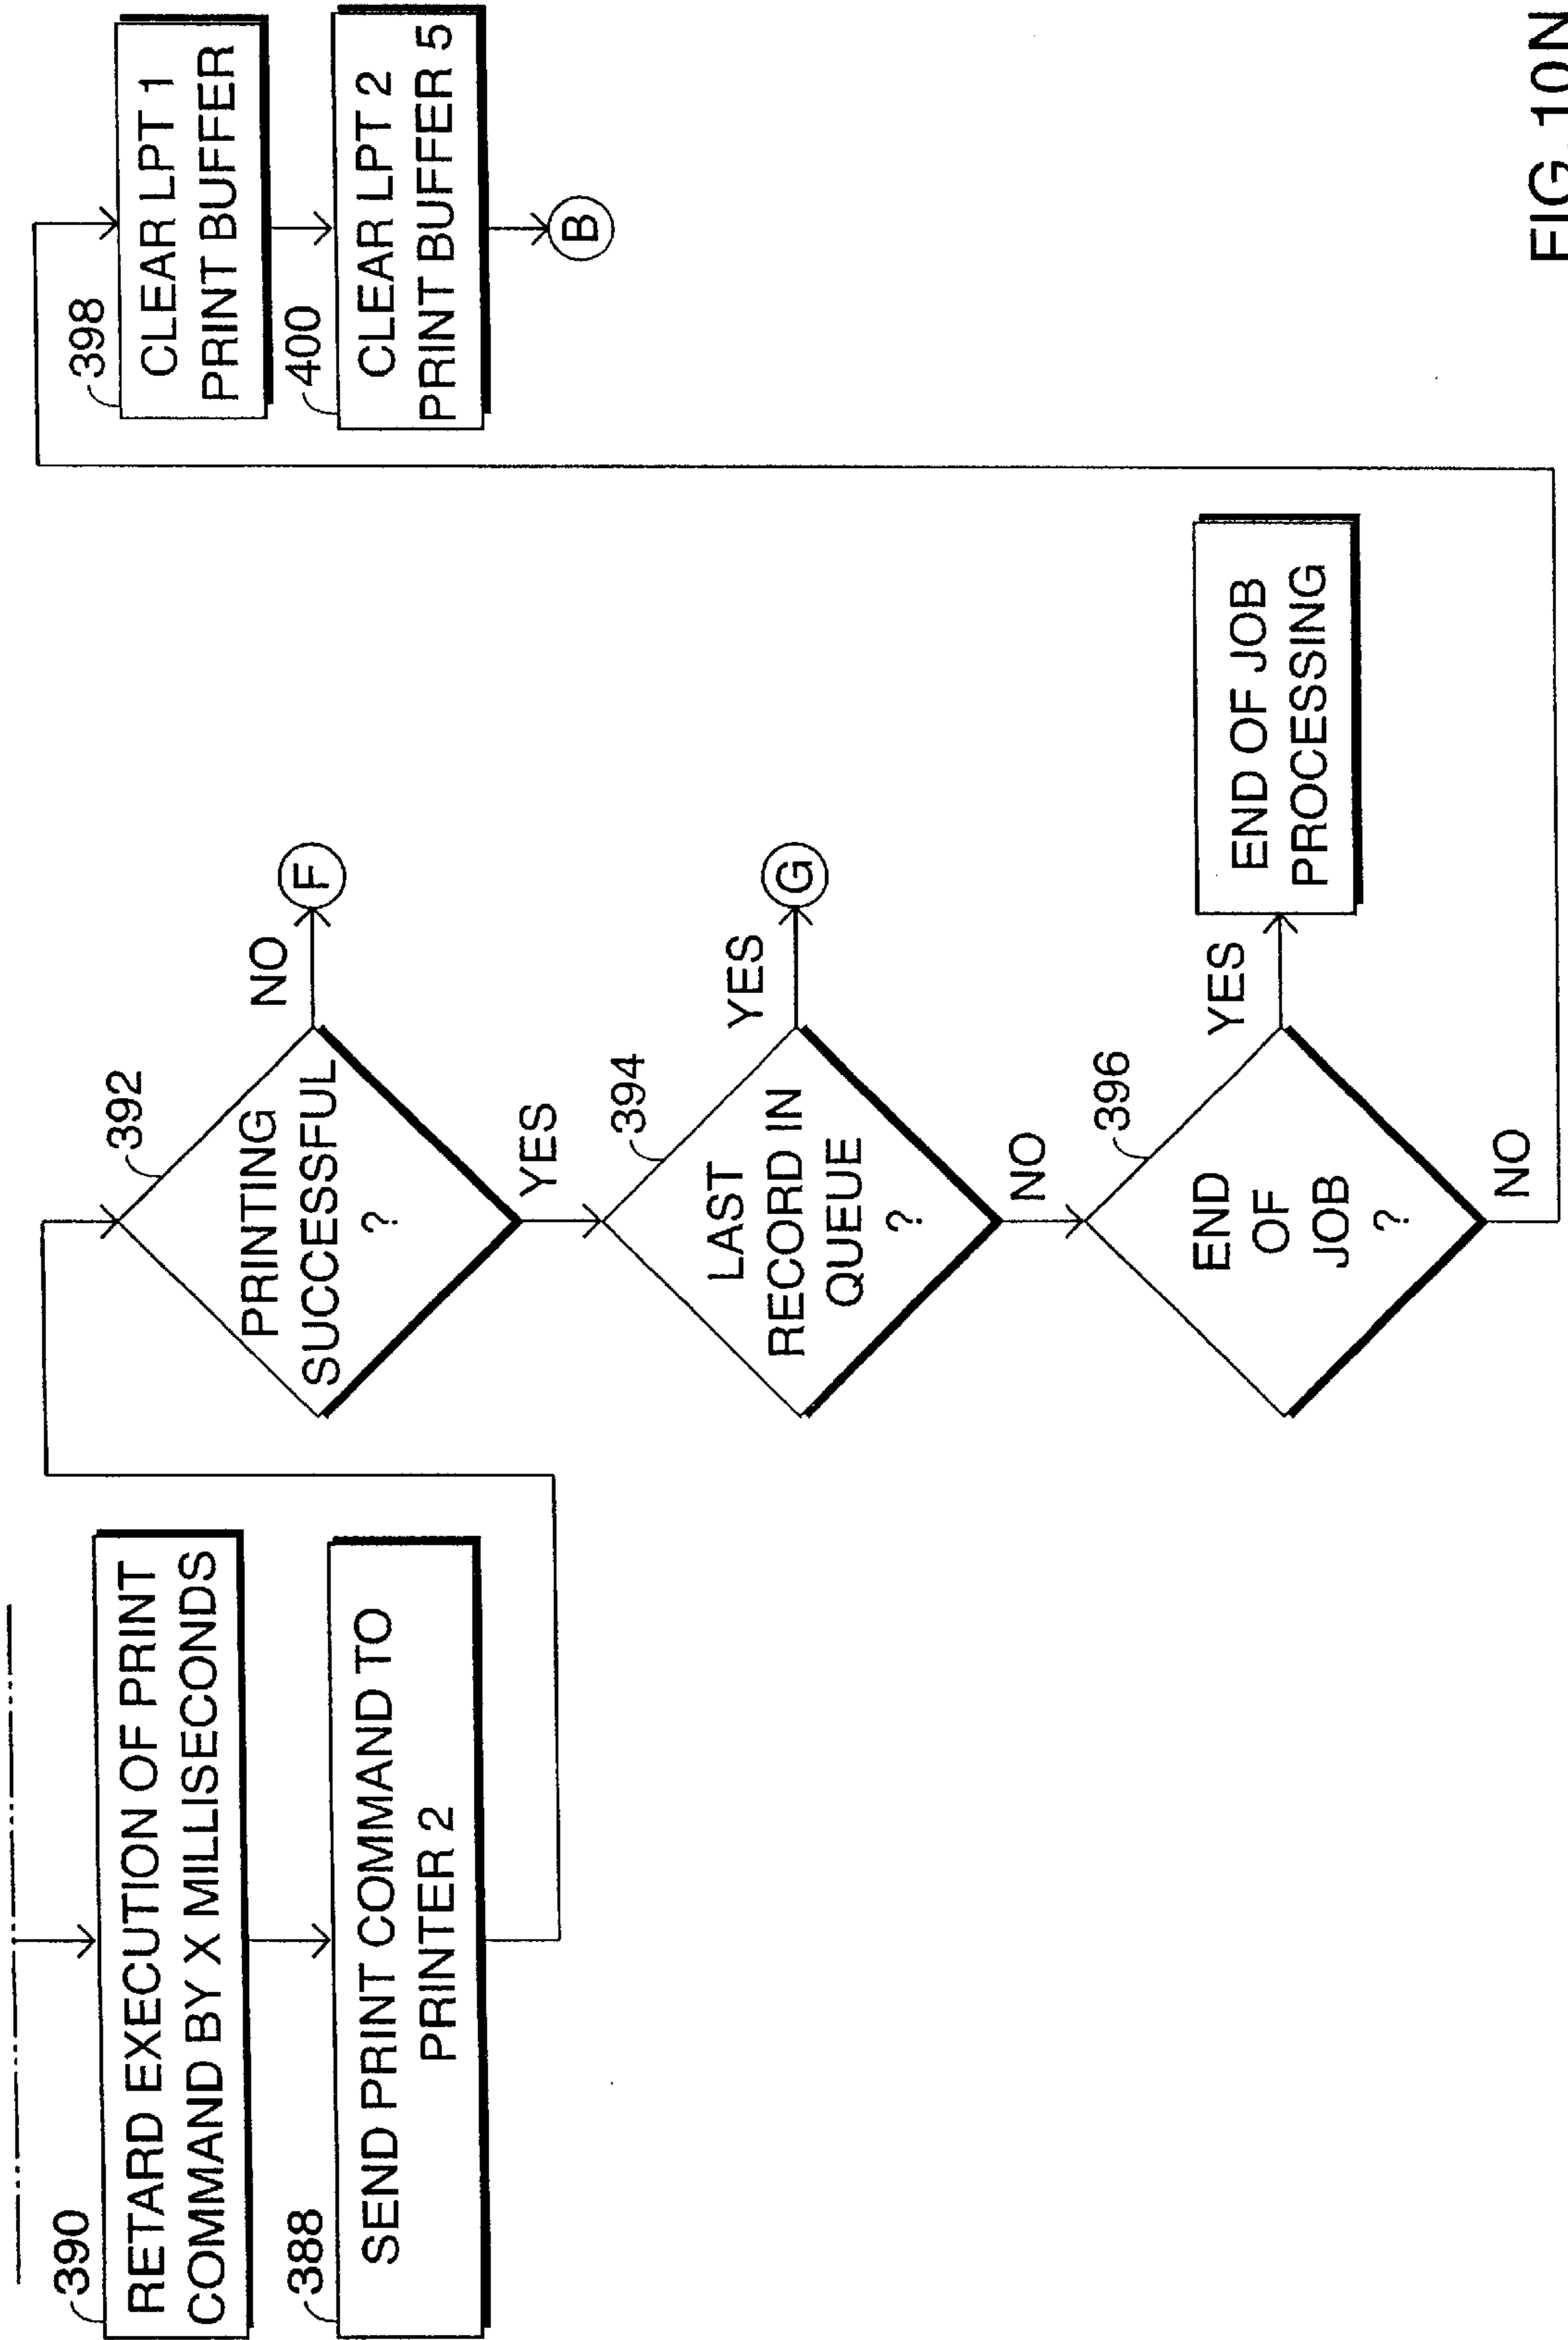 390
RETARD EXECUTION OF PRINT
COMMAND BY X MILLISECONDS
388
SEND PRINT COMMAND TO
PRINTER 2
392
PRINTING
SUCCESSFUL
?
NO
F
YES
394
LAST
RECORD IN
QUEUE
?
YES
G
NO
396
END
OF
JOB
?
YES
END OF JOB
PROCESSING
NO
398
CLEAR LPT 1
PRINT BUFFER
400
CLEAR LPT 2
PRINT BUFFER 5
B
FIG. 10N